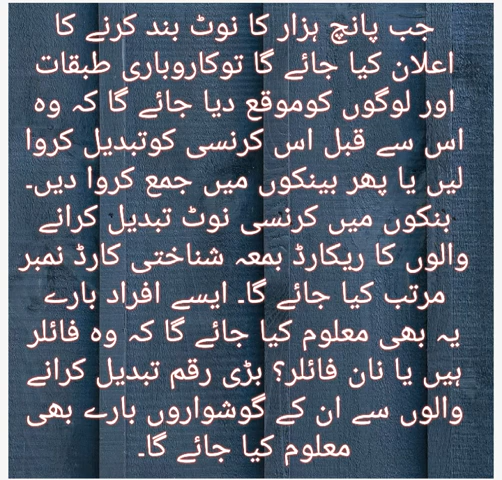 جب پانچ ہزار کا نوٹ بند کرنے کا
اعلان کیا جائے گا توکاروباری طبقات
اور لوگوں کوموقع دیا جائے گا کہ وہ
اس سے قبل اس کرنسی کوتبدیل کروا
لیں یا پھر بینکوں میں جمع کروا دیں۔
بنکوں میں کرنسی نوٹ تبدیل کرانے
والوں کا ریکارڈ بمعہ شناختی کارڈ نمبر
مرتب کیا جائے گا۔ ایسے افراد بارے
یہ بھی معلوم کیا جائے گا کہ وہ فائلر
ہیں یا نان فائلر؟ بڑی رقم تبدیل کرانے
والوں سے ان کے گوشواروں بارے بھی
معلوم کیا جائے گا۔